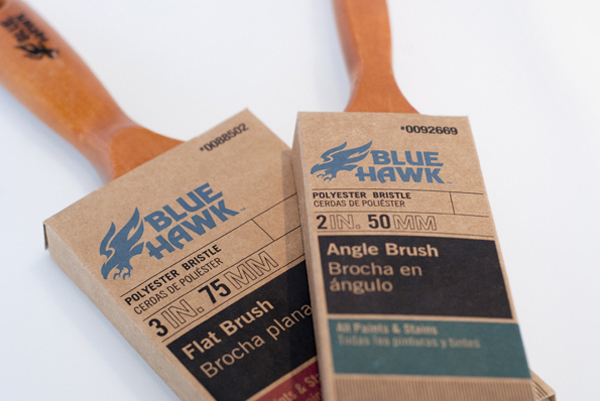 *0088502
BLUE
HAWK
POLYESTER BRISTLE
CERDAS DE POLIÉSTER
3 IN. 75 MM
Flat Brush
Brocha plana
*0092669
BLUE
HAWK
POLYESTER BRISTLE
CERDAS DE POLIÉSTER
2 IN. 50 MM
Angle Brush
Brocha en
ángulo
All Paints & Stains
Todas las pinturas y tintes
BLUE
HAWK